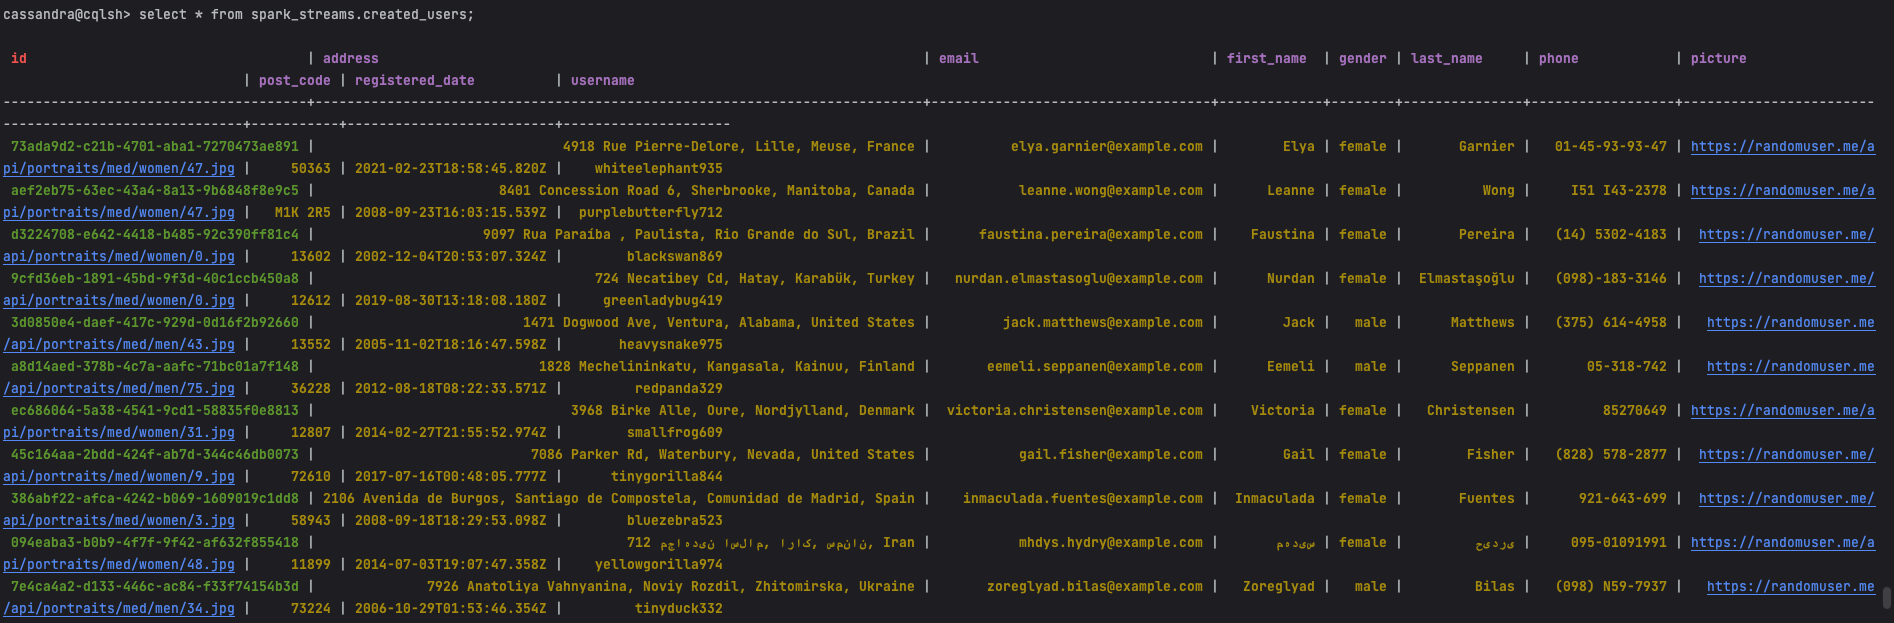 cassandra@cqlsh> select * from spark_streams.created_users;
id | address | email | first_name | gender | last_name | phone | picture
| post_code | registered_date | username
--------------------------------------+----------------------------------------------------------------------------+-----------------------------------+-------------+--------+---------------+------------------+------------------------
------------------------------+-----------+--------------------------+---------------------
73ada9d2-c21b-4701-aba1-7270473ae891 | 4918 Rue Pierre-Delore, Lille, Meuse, France | elya.garnier@example.com | Elya | female | Garnier | 01-45-93-93-47 | https://randomuser.me/a
pi/portraits/med/women/47.jpg | 50363 | 2021-02-23T18:58:45.820Z | whiteelephant935
aef2eb75-63ec-43a4-8a13-9b6848f8e9c5 | 8401 Concession Road 6, Sherbrooke, Manitoba, Canada | leanne.wong@example.com | Leanne | female | Wong | I51 I43-2378 | https://randomuser.me/a
pi/portraits/med/women/47.jpg | M1K 2R5 | 2008-09-23T16:03:15.539Z | purplebutterfly712
d3224708-e642-4418-b485-92c390ff81c4 | 9097 Rua Paraíba , Paulista, Rio Grande do Sul, Brazil | faustina.pereira@example.com | Faustina | female | Pereira | (14) 5302-4183 | https://randomuser.me/
api/portraits/med/women/0.jpg | 13602 | 2002-12-04T20:53:07.324Z | blackswan869
9cfd36eb-1891-45bd-9f3d-40c1ccb450a8 | 724 Necatibey Cd, Hatay, Karabük, Turkey | nurdan.elmastasoglu@example.com | Nurdan | female | Elmastaşoğlu | (098)-183-3146 | https://randomuser.me/
api/portraits/med/women/0.jpg | 12612 | 2019-08-30T13:18:08.180Z | greenladybug419
3d0850e4-daef-417c-929d-0d16f2b92660 | 1471 Dogwood Ave, Ventura, Alabama, United States | jack.matthews@example.com | Jack | male | Matthews | (375) 614-4958 | https://randomuser.me
/api/portraits/med/men/43.jpg | 13552 | 2005-11-02T18:16:47.598Z | heavysnake975
a8d14aed-378b-4c7a-aafc-71bc01a7f148 | 1828 Mechelininkatu, Kangasala, Kainuu, Finland | eemeli.seppanen@example.com | Eemeli | male | Seppanen | 05-318-742 | https://randomuser.me
/api/portraits/med/men/75.jpg | 36228 | 2012-08-18T08:22:33.571Z | redpanda329
ec686064-5a38-4541-9cd1-58835f0e8813 | 3968 Birke Alle, Oure, Nordjylland, Denmark | victoria.christensen@example.com | Victoria | female | Christensen | 85270649 | https://randomuser.me/a
pi/portraits/med/women/31.jpg | 12807 | 2014-02-27T21:55:52.974Z | smallfrog609
45c164aa-2bdd-424f-ab7d-344c46db0073 | 7086 Parker Rd, Waterbury, Nevada, United States | gail.fisher@example.com | Gail | female | Fisher | (828) 578-2877 | https://randomuser.me/
api/portraits/med/women/9.jpg | 72610 | 2017-07-16T00:48:05.777Z | tinygorilla844
386abf22-afca-4242-b069-1609019c1dd8 | 2106 Avenida de Burgos, Santiago de Compostela, Comunidad de Madrid, Spain | inmaculada.fuentes@example.com | Inmaculada | female | Fuentes | 921-643-699 | https://randomuser.me/
api/portraits/med/women/3.jpg | 58943 | 2008-09-18T18:29:53.098Z | bluezebra523
094eaba3-b0b9-4f7f-9f42-af632f855418 | 712 مجاهدین اسلام, اراک, سمنان, Iran | mhdys.hydry@example.com | مهدیس | female | حیدری | 095-01091991 | https://randomuser.me/a
pi/portraits/med/women/48.jpg | 11899 | 2014-07-03T19:07:47.358Z | yellowgorilla974
7e4ca4a2-d133-446c-ac84-f33f74154b3d | 7926 Anatoliya Vahnyanina, Noviy Rozdil, Zhitomirska, Ukraine | zoreglyad.bilas@example.com | Zoreglyad | male | Bilas | (098) N59-7937 | https://randomuser.me
/api/portraits/med/men/34.jpg | 73224 | 2006-10-29T01:53:46.354Z | tinyduck332